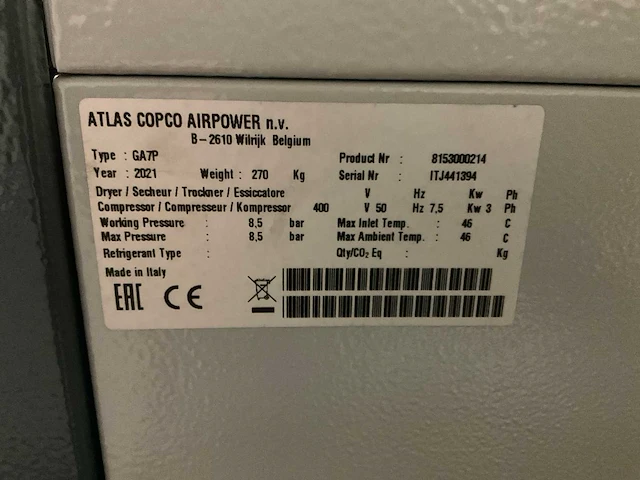 ATLAS COPCO AIRPOWER n.v.
B-2610 Wilrijk Belgium
Type : GA7P Product Nr : 8153000214
Year : 2021 Weight : 270 Kg Serial Nr : ITJ441394
Dryer / Secheur / Trockner / Essiccatore V Hz Kw Ph
Compressor / Compresseur / Kompressor 400 V 50 Hz 7,5 Kw 3 Ph
Working Pressure : 8,5 bar Max Inlet Temp. : 46 C
Max Pressure : 8,5 bar Max Ambient Temp. : 46 C
Refrigerant Type : Qty/CO₂ Eq : Kg
Made in Italy
EAC CE